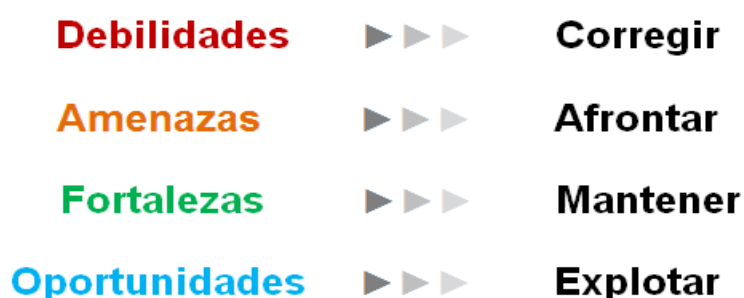 Debilidades Corregir
Amenazas Afrontar
Fortalezas Mantener
Oportunidades Explotar